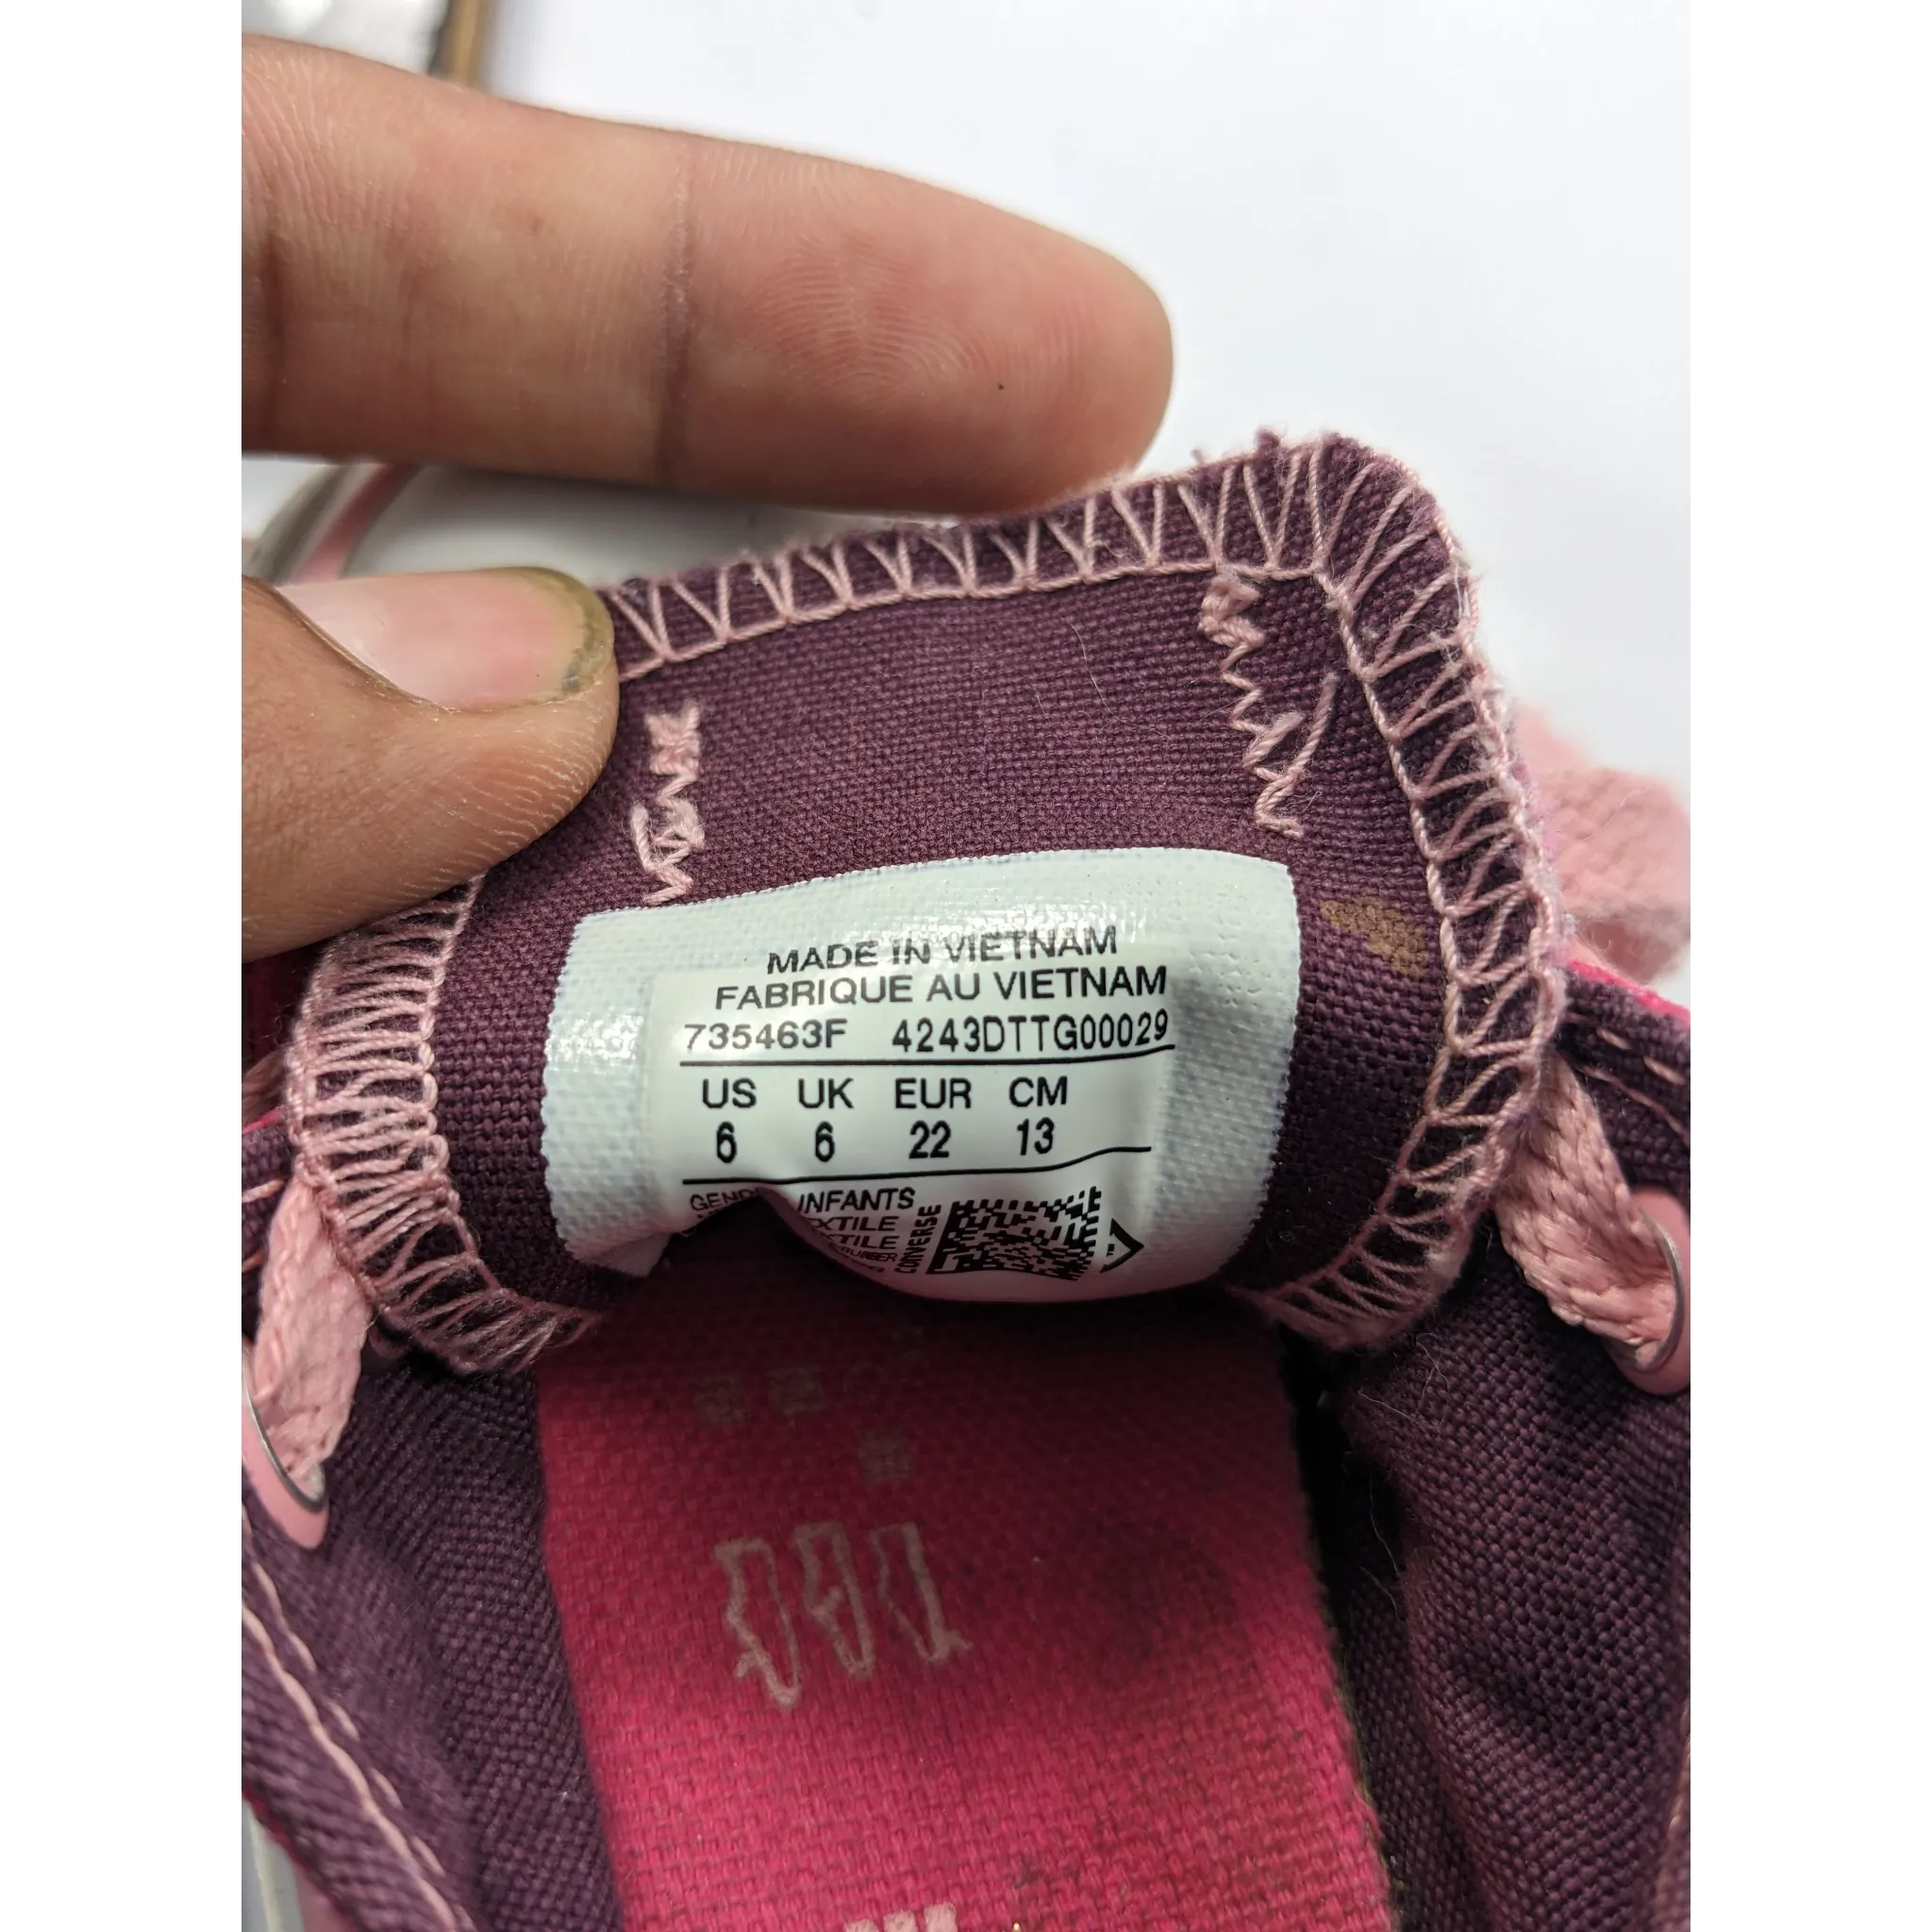 MADE IN VIETNAM
FABRIQUE AU VIETNAM
735463F 4243DTTG00029
US UK EUR CM
6 6 22 13
INFANTS
CONVERSE